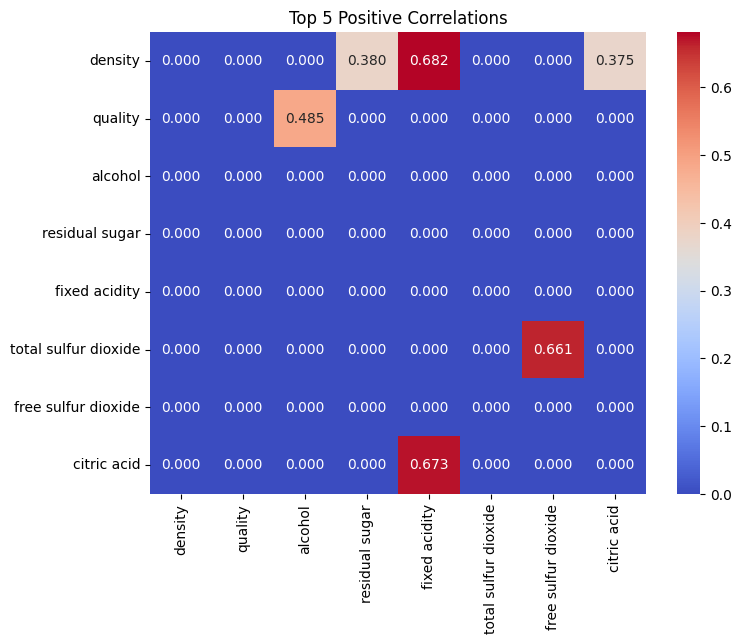 Top 5 Positive Correlations
density 0.000 0.000 0.000 0.380 0.682 0.000 0.000 0.375
quality 0.000 0.000 0.485 0.000 0.000 0.000 0.000 0.000
alcohol 0.000 0.000 0.000 0.000 0.000 0.000 0.000 0.000
residual sugar 0.000 0.000 0.000 0.000 0.000 0.000 0.000 0.000
fixed acidity 0.000 0.000 0.000 0.000 0.000 0.000 0.000 0.000
total sulfur dioxide 0.000 0.000 0.000 0.000 0.000 0.000 0.661 0.000
free sulfur dioxide 0.000 0.000 0.000 0.000 0.000 0.000 0.000 0.000
citric acid 0.000 0.000 0.000 0.000 0.673 0.000 0.000 0.000
density
quality
alcohol
residual sugar
fixed acidity
total sulfur dioxide
free sulfur dioxide
citric acid
0.6
0.5
0.4
0.3
0.2
0.1
0.0